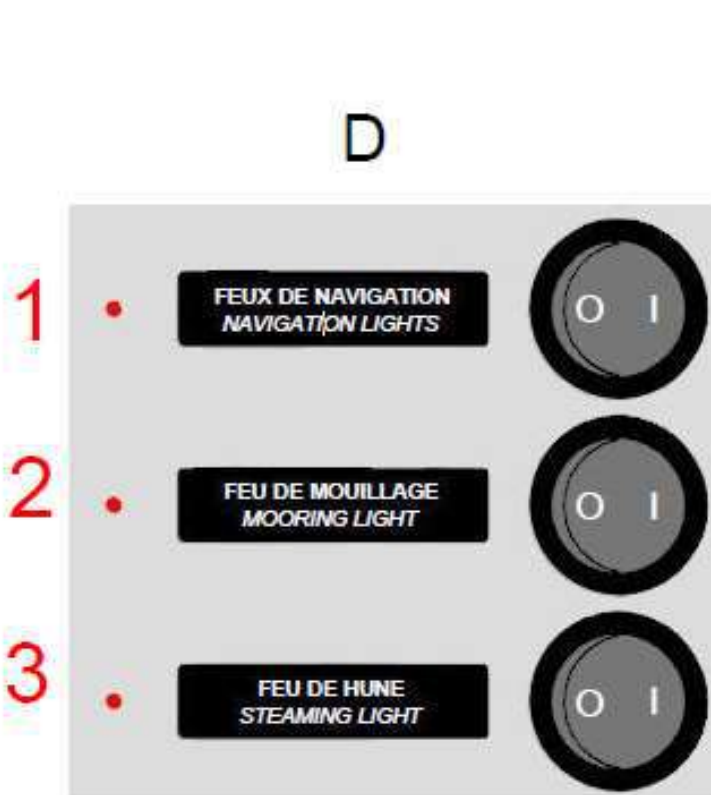 D
1
FEUX DE NAVIGATION
NAVIGATION LIGHTS
O I
2
FEU DE MOUILLAGE
MOORING LIGHT
O I
3
FEU DE HUNE
STEAMING LIGHT
O I